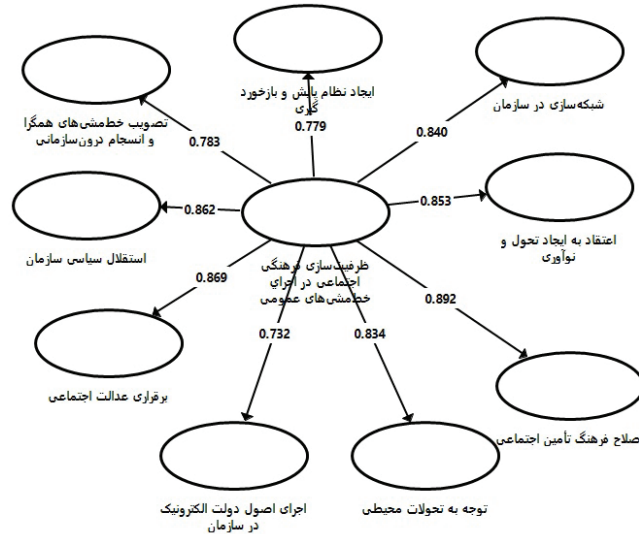 ایجاد نظام پایش و بازخورد
گری
0.779
شبکه‌سازی در سازمان
0.840
تصویب خط‌مشی‌های همگرا
و انسجام درون‌سازمانی
0.783
اعتقاد به ایجاد تحول و
نوآوری
0.853
استقلال سیاسی سازمان
0.862
ظرفیت‌سازی فرهنگی
اجتماعی در اجرای
خط‌مشی‌های عمومی
0.869
برقراری عدالت اجتماعی
0.892
صلاح فرهنگ تأمین اجتماعی
0.732
0.834
اجرای اصول دولت الکترونیک
در سازمان
توجه به تحولات محیطی